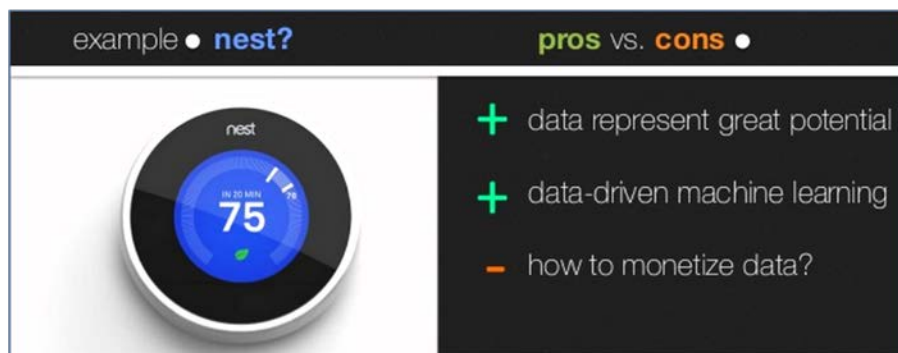 example ● nest?
pros vs. cons ●
nest
IN 20 MIN
75
79
+ data represent great potential
+ data-driven machine learning
- how to monetize data?